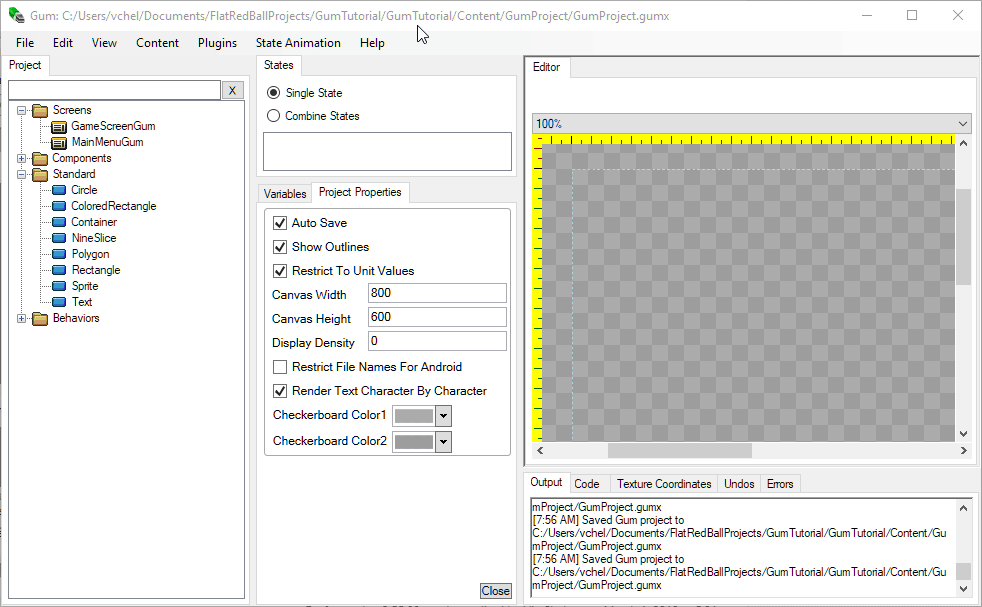 Gum: C:/Users/vchel/Documents/FlatRedBallProjects/GumTutorial/GumTutorial/Content/GumProject/GumProject.gumx
File Edit View Content Plugins State Animation Help
Project
X
Screens
GameScreenGum
MainMenuGum
Components
Standard
Circle
ColoredRectangle
Container
NineSlice
Polygon
Rectangle
Sprite
Text
Behaviors
States
Single State
Combine States
Variables Project Properties
Auto Save
Show Outlines
Restrict To Unit Values
Canvas Width 800
Canvas Height 600
Display Density 0
Restrict File Names For Android
Render Text Character By Character
Checkerboard Color1
Checkerboard Color2
Close
Editor
100%
Output Code Texture Coordinates Undos Errors
mProject/GumProject.gumx
[7:56 AM] Saved Gum project to
C:/Users/vchel/Documents/FlatRedBallProjects/GumTutorial/Content/Gu
mProject/GumProject.gumx
[7:56 AM] Saved Gum project to
C:/Users/vchel/Documents/FlatRedBallProjects/GumTutorial/Content/Gu
mProject/GumProject.gumx